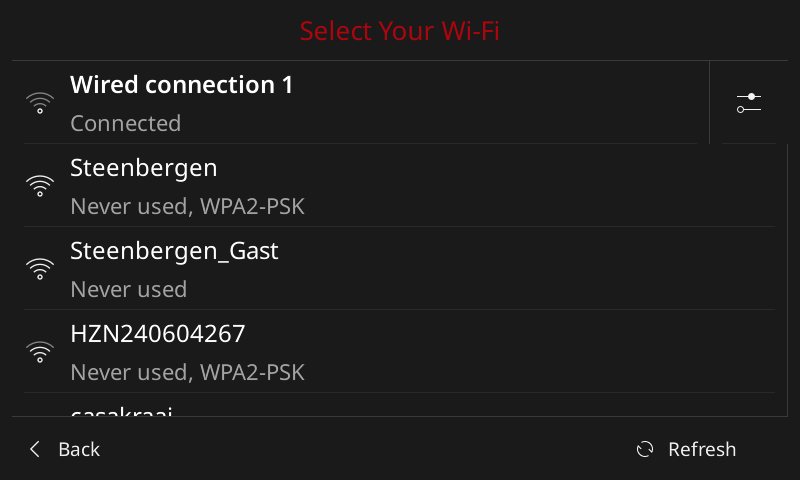 Select Your Wi-Fi
Wired connection 1
Connected
Steenbergen
Never used, WPA2-PSK
Steenbergen_Gast
Never used
HZN240604267
Never used, WPA2-PSK
casakraai
Back
Refresh